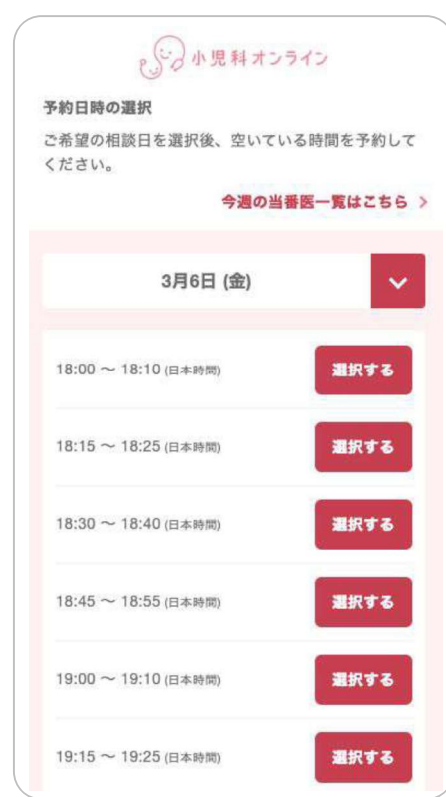 小児科オンライン
予約日時の選択
ご希望の相談日を選択後、空いている時間を予約して
ください。
今週の当番医一覧はこちら
3月6日 (金)
18:00 〜 18:10 (日本時間) 選択する
18:15 〜 18:25 (日本時間) 選択する
18:30 〜 18:40 (日本時間) 選択する
18:45 〜 18:55 (日本時間) 選択する
19:00 〜 19:10 (日本時間) 選択する
19:15 〜 19:25 (日本時間) 選択する